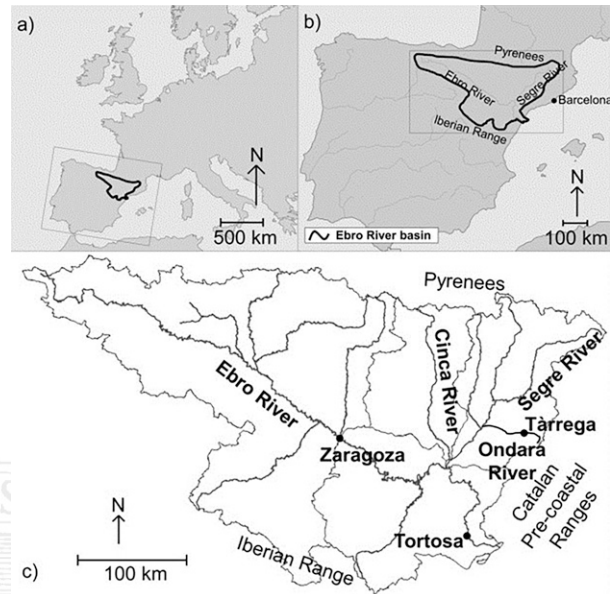 a)
N
500 km
b)
Pyrenees
Ebro River
Segre River
Barcelona
Iberian Range
N
100 km
Ebro River basin
Pyrenees
Ebro River
Cinca River
Segre River
Tàrrega
Ondara
River
Zaragoza
Catalan
Pre-coastal
Ranges
Tortosa
Iberian Range
N
100 km
c)